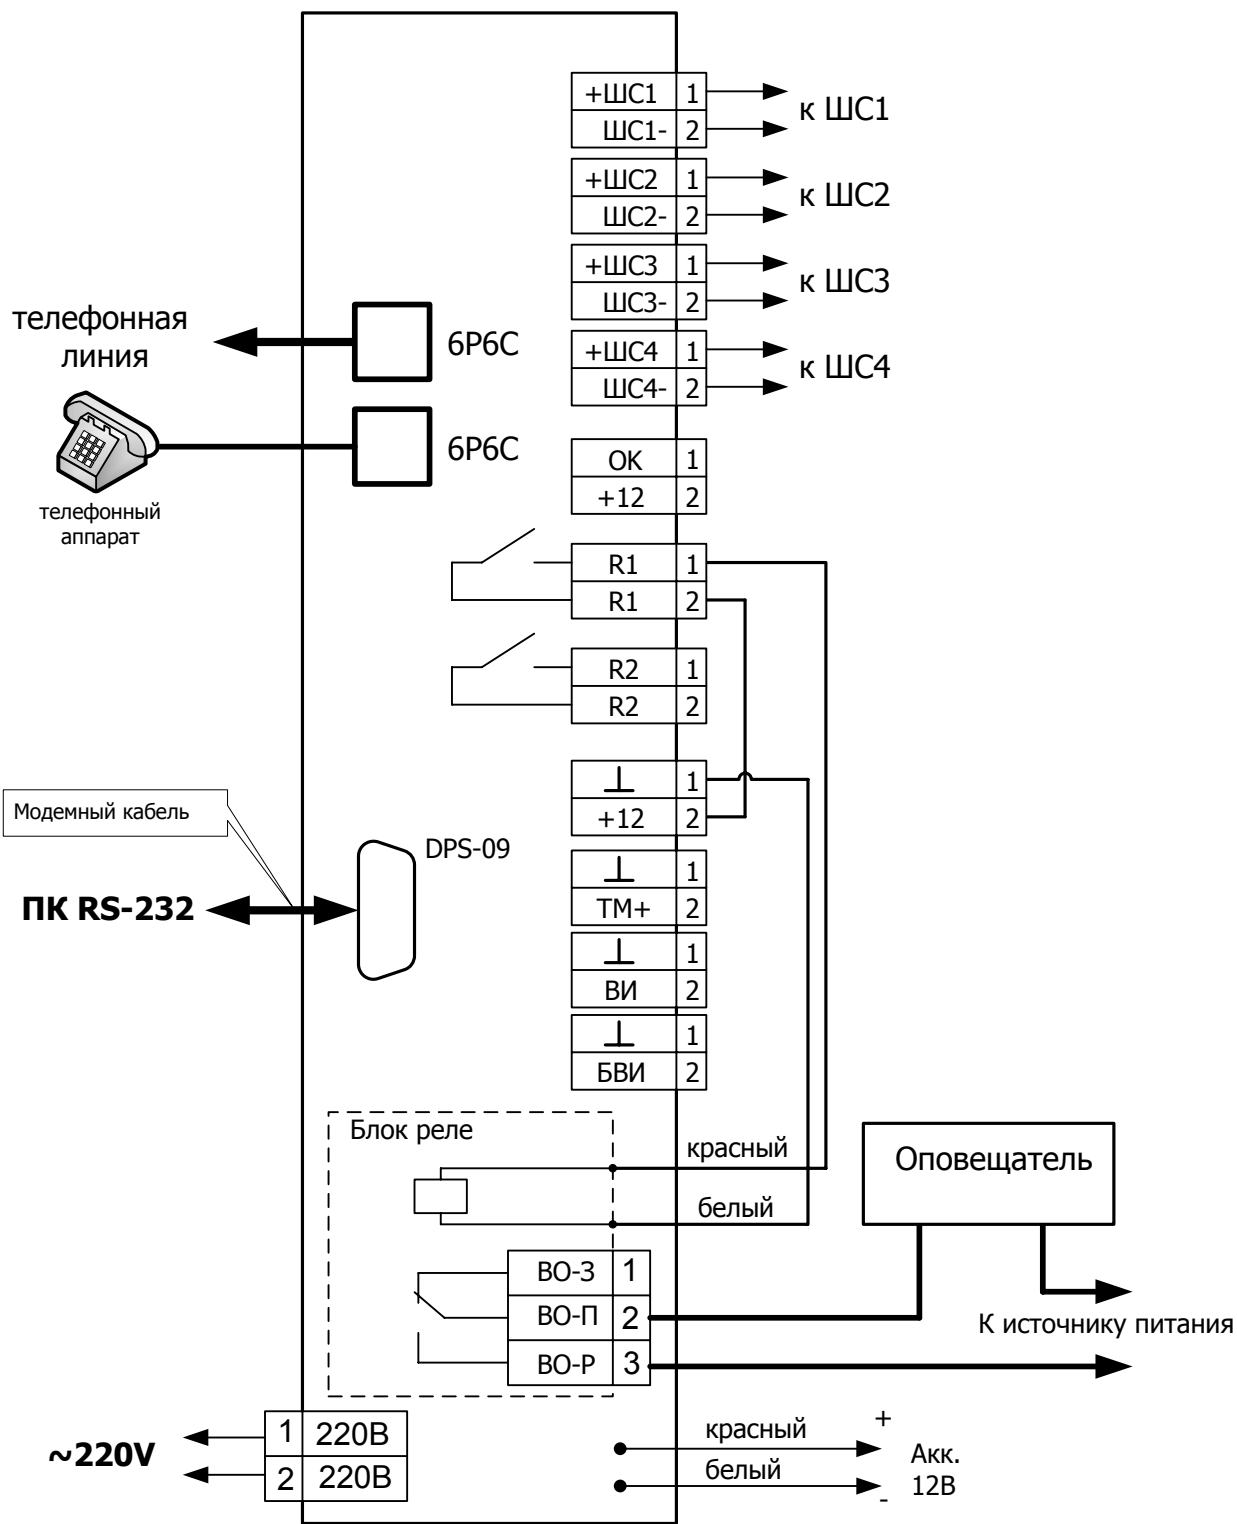 +ШС1 1
ШС1- 2
к ШС1
+ШС2 1
ШС2- 2
к ШС2
+ШС3 1
ШС3- 2
к ШС3
+ШС4 1
ШС4- 2
к ШС4
телефонная
линия
6Р6С
6Р6С
телефонный
аппарат
ОК 1
+12 2
R1 1
R1 2
R2 1
R2 2
1
+12 2
Модемный кабель
DPS-09
ПК RS-232
1
ТМ+ 2
1
ВИ 2
1
БВИ 2
Блок реле
красный
белый
Оповещатель
ВО-З 1
ВО-П 2
ВО-Р 3
К источнику питания
~220V
1 220В
2 220В
красный +
белый -
Акк.
12В